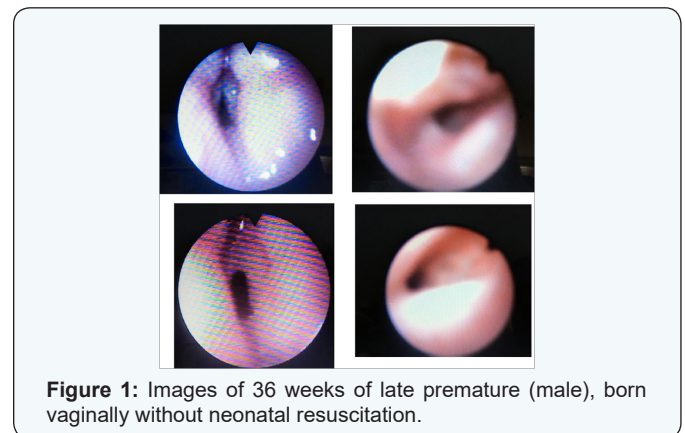 Figure 1: Images of 36 weeks of late premature (male), born
vaginally without neonatal resuscitation.